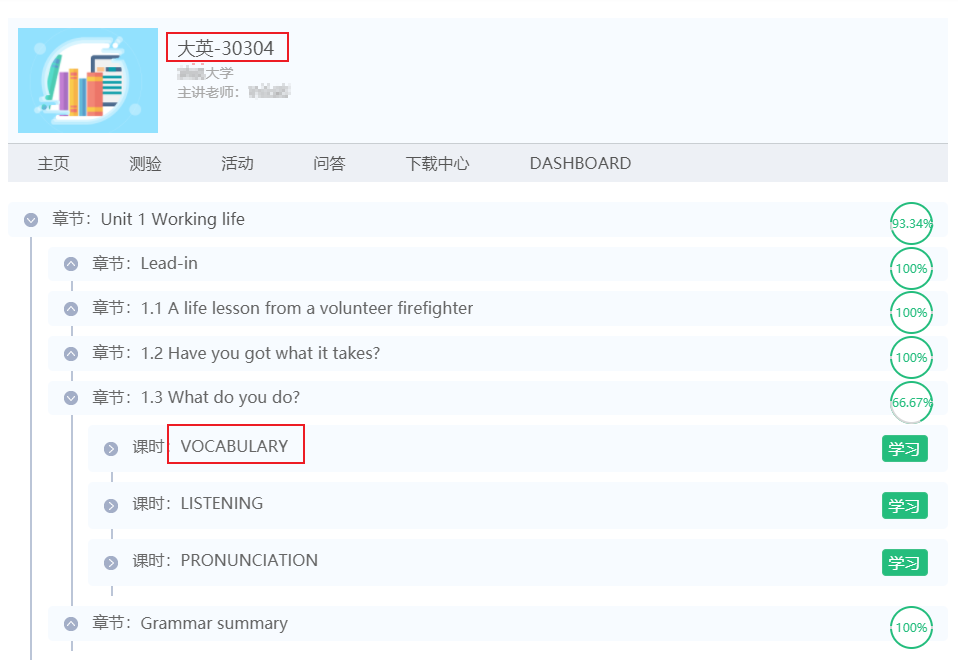 大英-30304
大学
主讲老师：
主页 测验 活动 问答 下载中心 DASHBOARD
章节：Unit 1 Working life 93.34%
章节：Lead-in 100%
章节：1.1 A life lesson from a volunteer firefighter 100%
章节：1.2 Have you got what it takes? 100%
章节：1.3 What do you do? 66.67%
课时：VOCABULARY 学习
课时：LISTENING 学习
课时：PRONUNCIATION 学习
章节：Grammar summary 100%